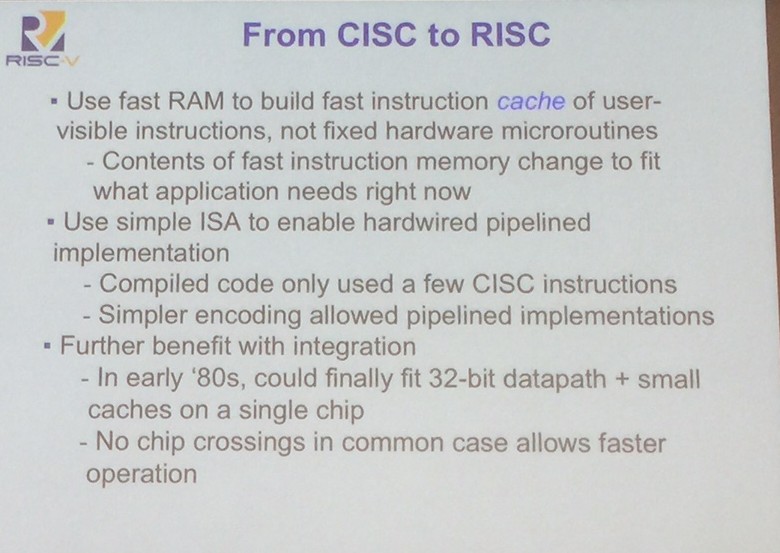 RISC-V
From CISC to RISC
▪ Use fast RAM to build fast instruction cache of user-
visible instructions, not fixed hardware microroutines
- Contents of fast instruction memory change to fit
what application needs right now
▪ Use simple ISA to enable hardwired pipelined
implementation
- Compiled code only used a few CISC instructions
- Simpler encoding allowed pipelined implementations
▪ Further benefit with integration
- In early ‘80s, could finally fit 32-bit datapath + small
caches on a single chip
- No chip crossings in common case allows faster
operation